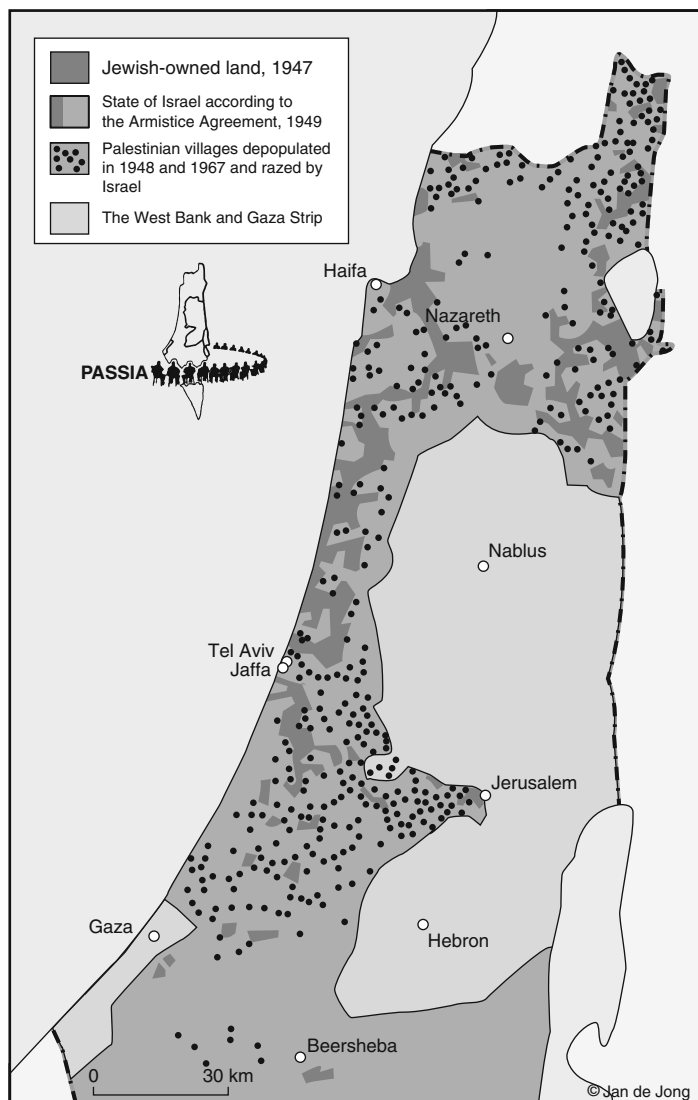 Jewish-owned land, 1947
State of Israel according to
the Armistice Agreement, 1949
Palestinian villages depopulated
in 1948 and 1967 and razed by
Israel
The West Bank and Gaza Strip
PASSIA
Haifa
Nazareth
Nablus
Tel Aviv
Jaffa
Jerusalem
Gaza
Hebron
Beersheba
0 30 km
© Jan de Jong